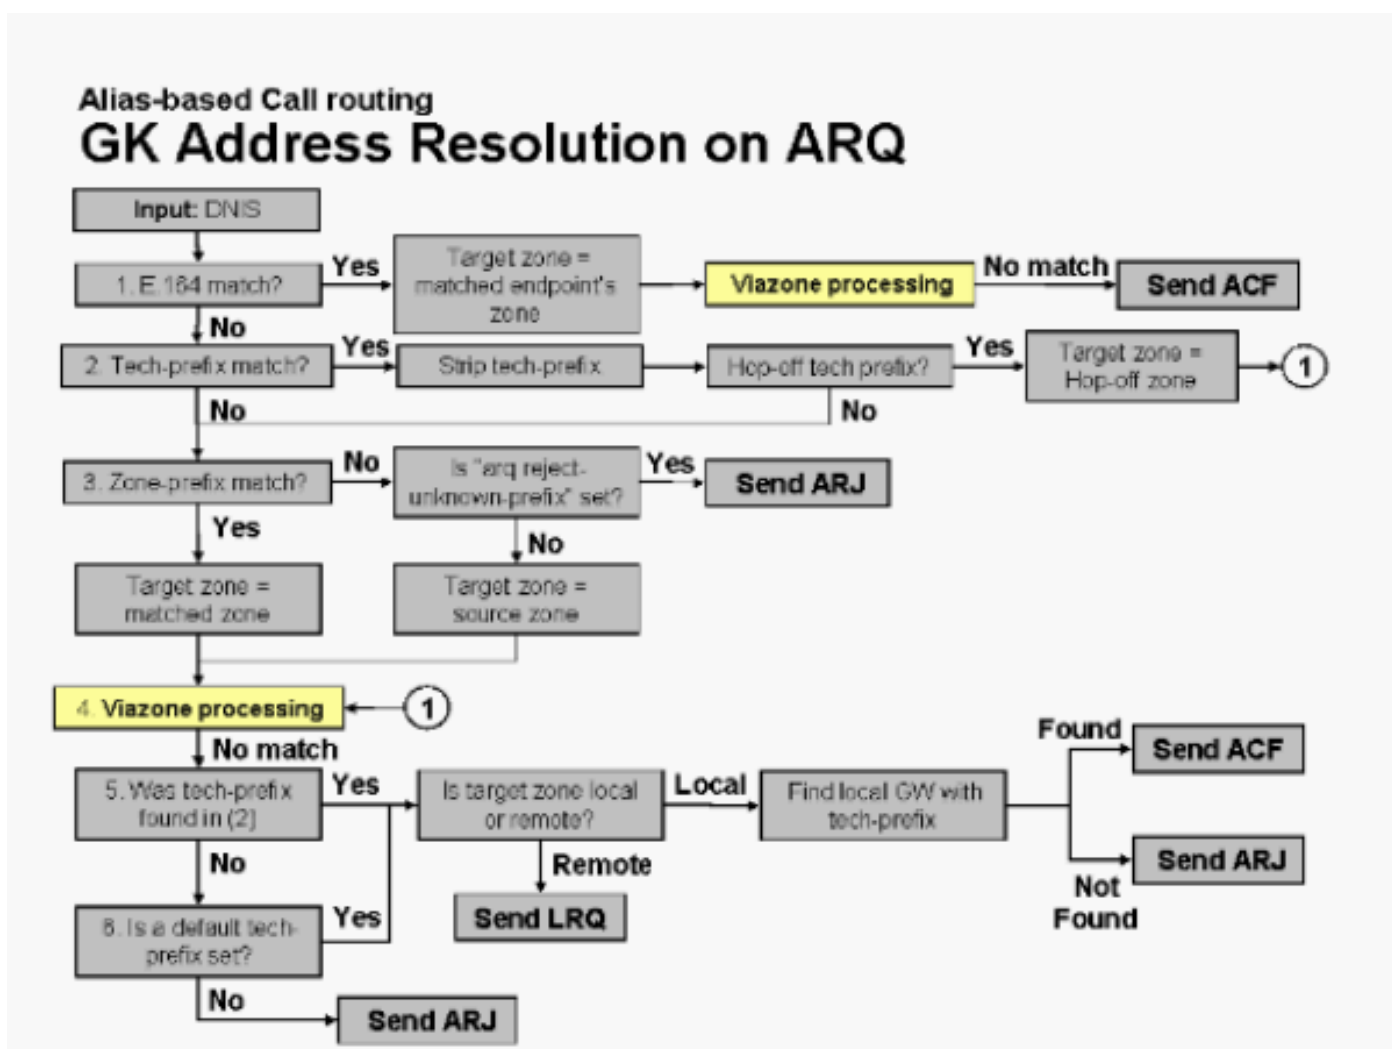 Alias-based Call routing
GK Address Resolution on ARQ
Input: DNIS
1. E.164 match?
Yes
Target zone =
matched endpoint's
zone
Viazone processing
No match
Send ACF
No
2. Tech-prefix match?
Yes
Strip tech-prefix
Hop-off tech prefix?
Yes
Target zone =
Hop-off zone
1
No
No
3. Zone-prefix match?
No
Is "arq reject-
unknown-prefix" set?
Yes
Send ARJ
Yes
No
Target zone =
matched zone
Target zone =
source zone
4. Viazone processing
1
No match
5. Was tech-prefix
found in (2)
Yes
Is target zone local
or remote?
Local
Find local GW with
tech-prefix
Found
Send ACF
Not
Found
Send ARJ
No
Remote
Send LRQ
6. Is a default tech-
prefix set?
Yes
No
Send ARJ